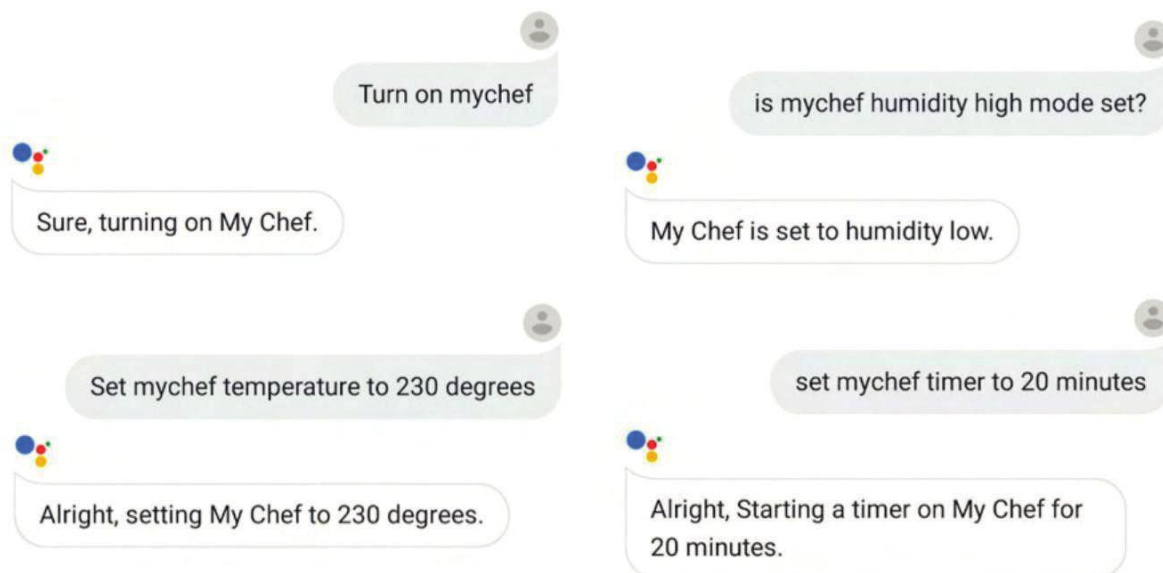 Turn on mychef
Sure, turning on My Chef.
Set mychef temperature to 230 degrees
Alright, setting My Chef to 230 degrees.
is mychef humidity high mode set?
My Chef is set to humidity low.
set mychef timer to 20 minutes
Alright, Starting a timer on My Chef for
20 minutes.